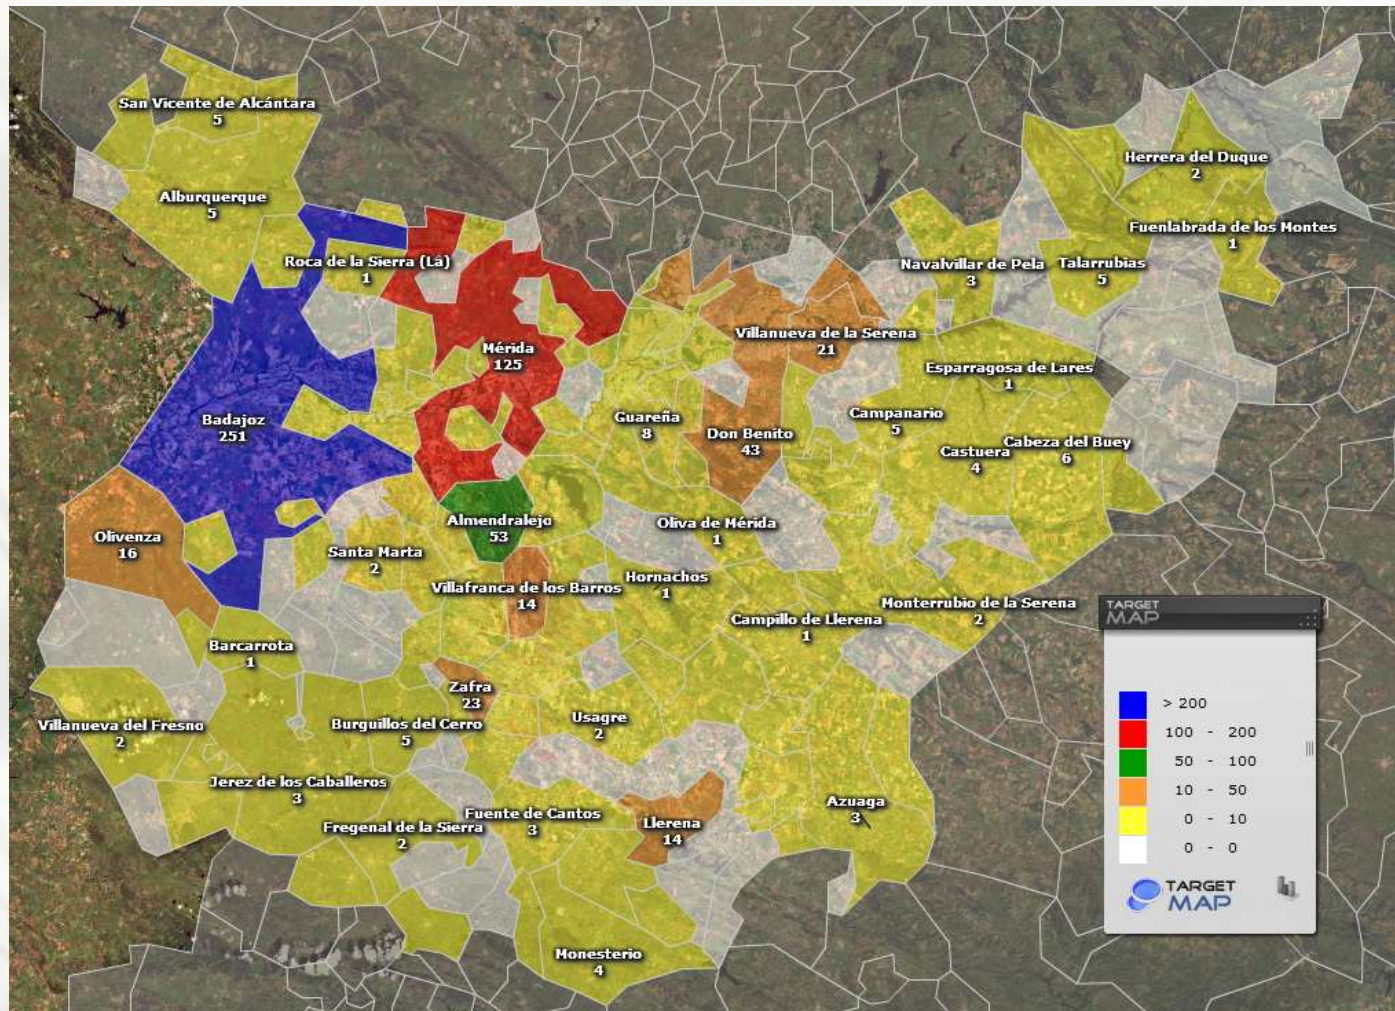 San Vicente de Alcántara
5
Herrera del Duque
2
Alburquerque
5
Fuenlabrada de los Montes
1
Roca de la Sierra (La)
1
Navalvillar de Pela
3
Talarrubias
5
Mérida
125
Villanueva de la Serena
21
Esparragosa de Lares
1
Badajoz
251
Guareña
8
Don Benito
43
Campanario
5
Castuera
4
Cabeza del Buey
6
Olivenza
16
Almendralejo
53
Oliva de Mérida
1
Santa Marta
2
Villafranca de los Barros
14
Hornachos
1
Campillo de Llerena
1
Monterrubio de la Serena
2
Barcarrota
1
Zafra
23
Villanueva del Fresno
2
Burguillos del Cerro
5
Usagre
2
Jerez de los Caballeros
3
Fregenal de la Sierra
2
Fuente de Cantos
3
Llerena
14
Azuaga
3
Monesterio
4
TARGET
MAP
> 200
100 - 200
50 - 100
10 - 50
0 - 10
0 - 0
TARGET
MAP